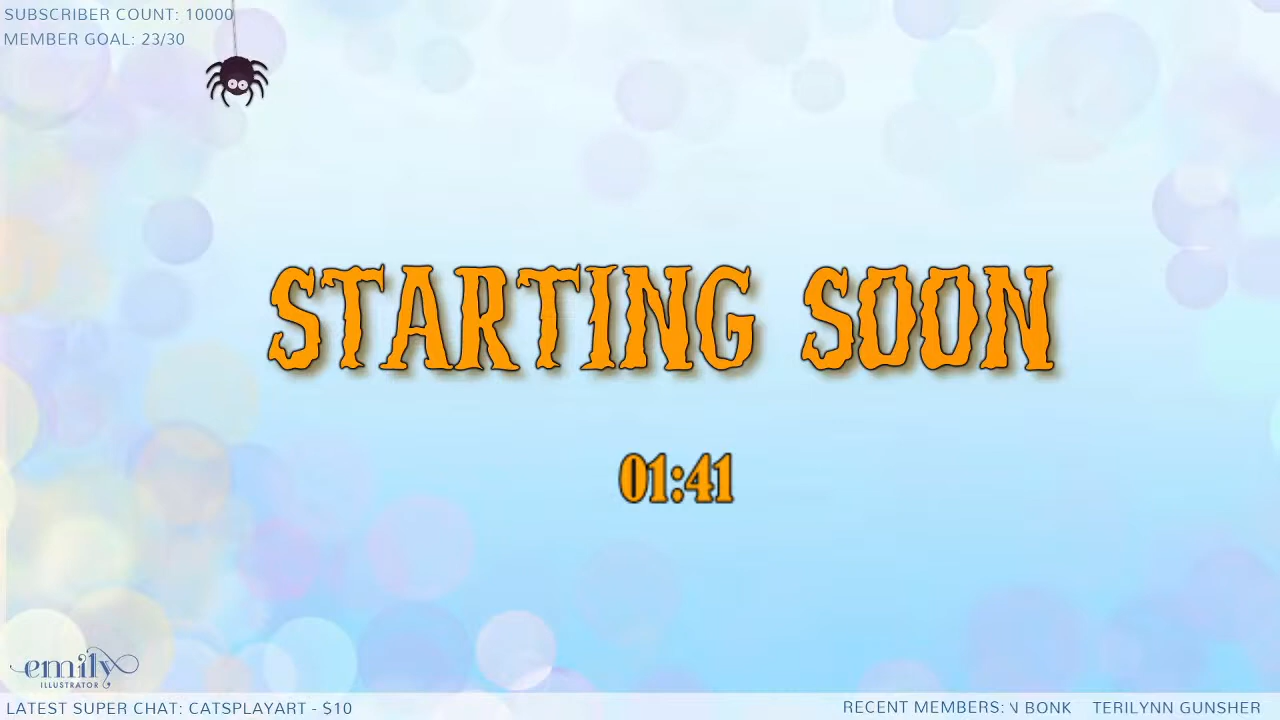 SUBSCRIBER COUNT: 10000
MEMBER GOAL: 23/30
STARTING SOON
01:41
emily
ILLUSTRATOR
LATEST SUPER CHAT: CATSPLAYART - $10
RECENT MEMBERS: BONK TERILYNN GUNSHER